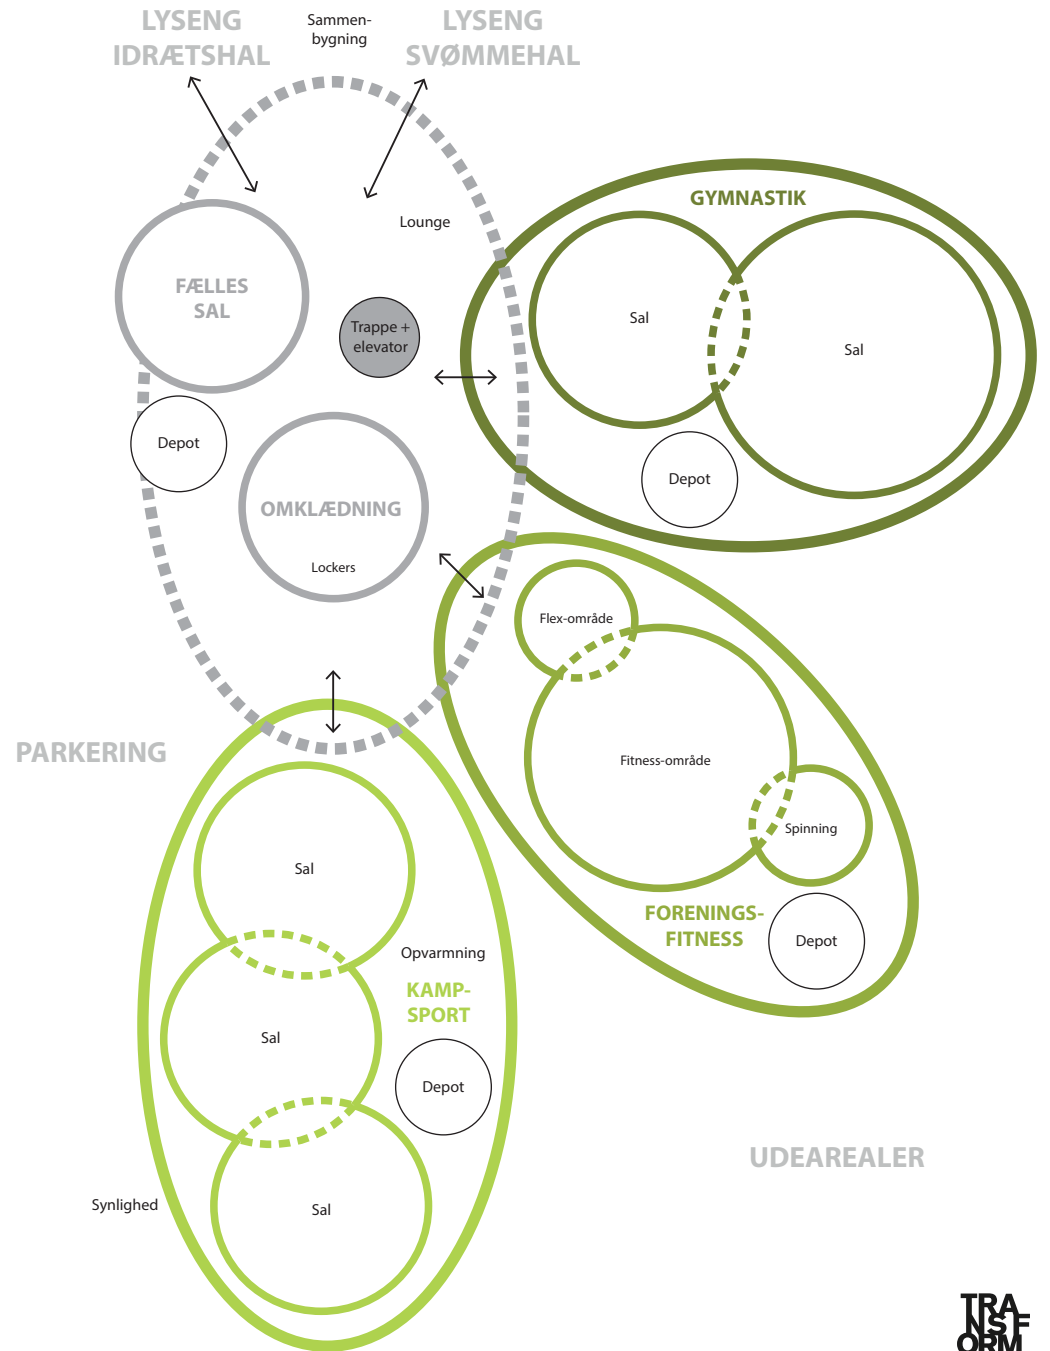 LYSENG
IDRÆTSHAL
Sammen-
bygning
LYSENG
SVØMMEHAL
Lounge
FÆLLES
SAL
Trappe +
elevator
Depot
OMKLÆDNING
Lockers
GYMNASTIK
Sal
Sal
Depot
Flex-område
Fitness-område
Spinning
FORENINGS-
FITNESS
Depot
PARKERING
Sal
Opvarmning
KAMP-
SPORT
Sal
Depot
Synlighed
Sal
UDEAREALER
TRA
NSF
ORM